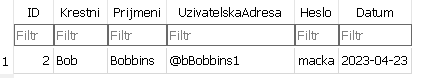 ID Krestni Prijmeni UzivatelskaAdresa Heslo Datum
Filtr Filtr Filtr Filtr Filtr Filtr
1 2 Bob Bobbins @bBobbins1 macka 2023-04-23